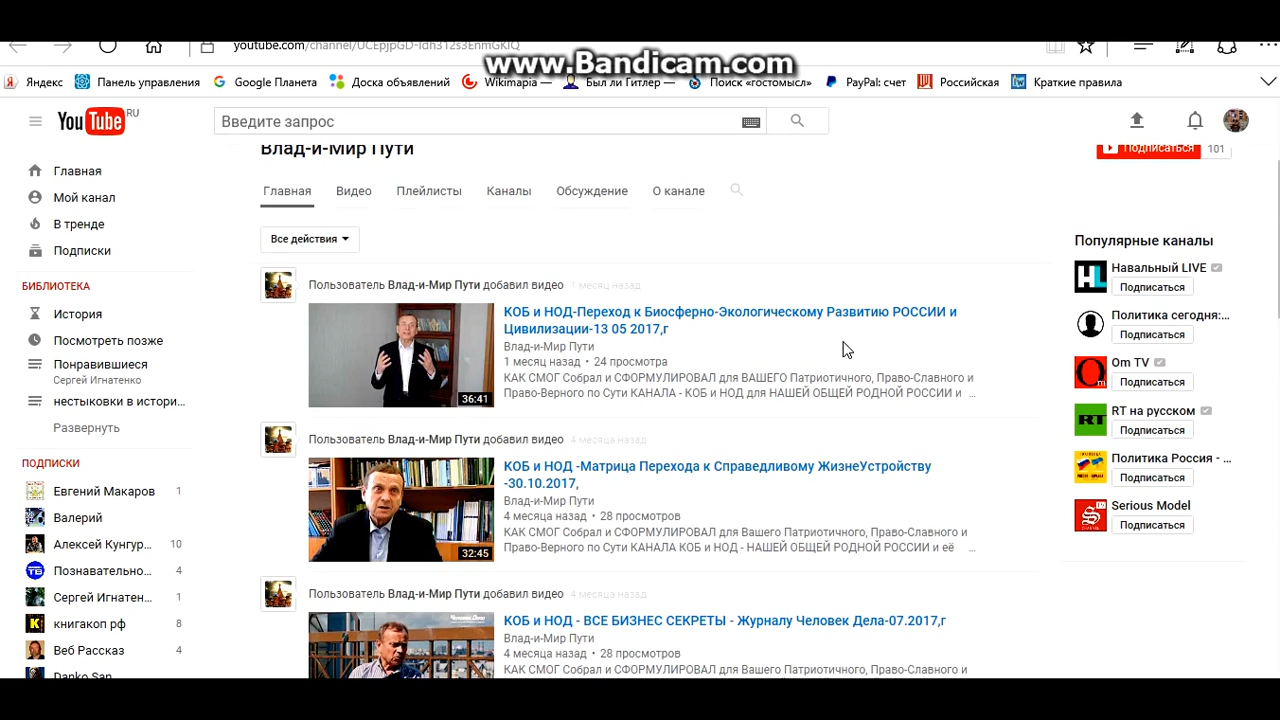 youtube.com/channel/UCEpjpGD-Idh312s3EnmGKIQ
www.Bandicam.com
Яндекс Панель управления Google Планета Доска объявлений Wikimapia Был ли Гитлер — Поиск «гостомысл» PayPal: счет Российская Краткие правила
YouTube RU
Введите запрос
Влад-и-Мир Пути
Подписаться 101
Главная Видео Плейлисты Каналы Обсуждение О канале
Все действия
Главная
Мой канал
В тренде
Подписки
БИБЛИОТЕКА
История
Посмотреть позже
Понравившиеся
Сергей Игнатенко
нестыковки в истори...
Развернуть
ПОДПИСКИ
Евгений Макаров 1
Валерий
Алексей Кунгур... 10
Познавательно... 4
Сергей Игнатен... 1
книгакоп рф 8
Веб Рассказ 4
Danko San
Пользователь Влад-и-Мир Пути добавил видео 1 месяц назад
36:41
КОБ и НОД-Переход к Биосферно-Экологическому Развитию РОССИИ и
Цивилизации-13 05 2017,г
Влад-и-Мир Пути
1 месяц назад • 24 просмотра
КАК СМОГ Собрал и СФОРМУЛИРОВАЛ для ВАШЕГО Патриотичного, Право-Славного и
Право-Верного по Сути КАНАЛА - КОБ и НОД для НАШЕЙ ОБЩЕЙ РОДНОЙ РОССИИ и ...
Пользователь Влад-и-Мир Пути добавил видео 4 месяца назад
32:45
КОБ и НОД -Матрица Перехода к Справедливому ЖизнеУстройству
-30.10.2017,
Влад-и-Мир Пути
4 месяца назад • 28 просмотров
КАК СМОГ Собрал и СФОРМУЛИРОВАЛ для Вашего Патриотичного, Право-Славного и
Право-Верного по Сути КАНАЛА КОБ и НОД - НАШЕЙ ОБЩЕЙ РОДНОЙ РОССИИ и её ...
Пользователь Влад-и-Мир Пути добавил видео 4 месяца назад
Человек Дела
КОБ и НОД - ВСЕ БИЗНЕС СЕКРЕТЫ - Журналу Человек Дела-07.2017,г
Влад-и-Мир Пути
4 месяца назад • 28 просмотров
КАК СМОГ Собрал и СФОРМУЛИРОВАЛ для Вашего Патриотичного, Право-Славного и
Популярные каналы
Навальный LIVE
Подписаться
Политика сегодня:...
Подписаться
Om TV
Подписаться
RT на русском
Подписаться
Политика Россия - ...
Подписаться
Serious Model
Подписаться